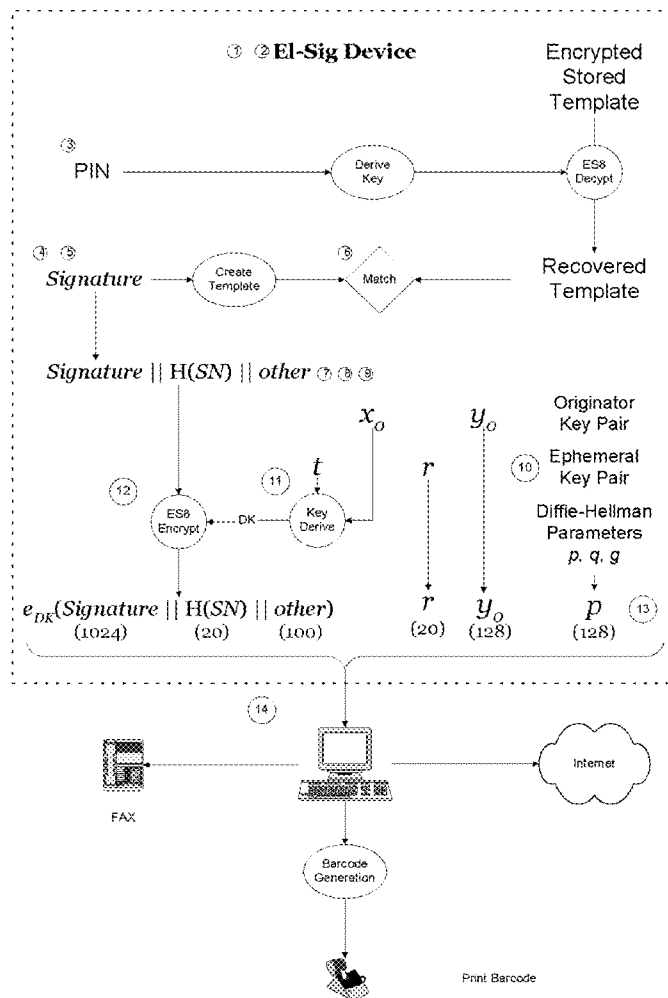 ① ② El-Sig Device
Encrypted
Stored
Template
③
PIN
Derive
Key
ES8
Decypt
④ ⑤
Signature
Create
Template
⑥
Match
Recovered
Template
Signature || H(SN) || other ⑦ ⑧ ⑨
x_o
y_o
Originator
Key Pair
t
r
⑩
Ephemeral
Key Pair
⑪
⑫
ES8
Encrypt
DK
Key
Derive
Diffie-Hellman
Parameters
p, q, g
e_DK(Signature || H(SN) || other)
r
y_o
p
⑬
(1024)
(20)
(100)
(20)
(128)
(128)
⑭
FAX
Internet
Barcode
Generation
Print Barcode